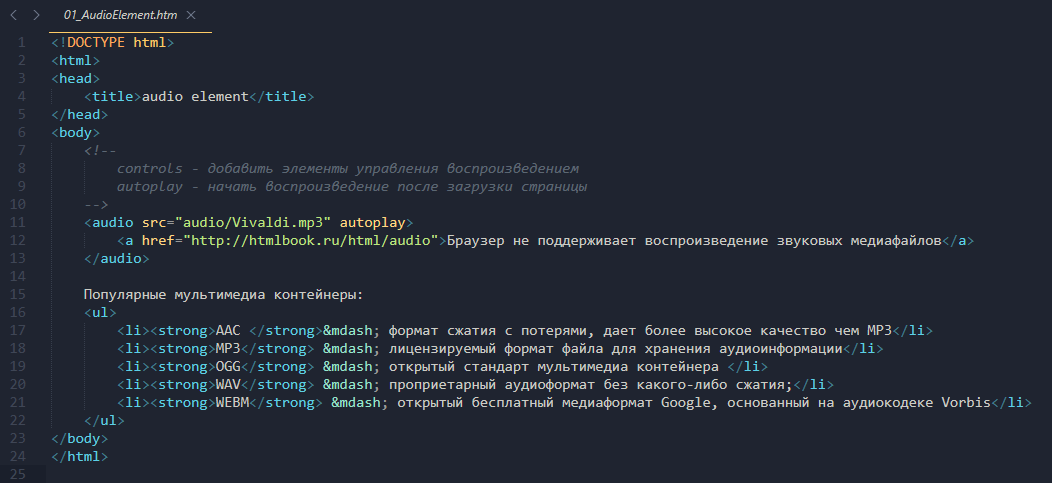 01_AudioElement.htm
1 <!DOCTYPE html>
2 <html>
3 <head>
4 <title>audio element</title>
5 </head>
6 <body>
7 <!--
8 controls - добавить элементы управления воспроизведением
9 autoplay - начать воспроизведение после загрузки страницы
10 -->
11 <audio src="audio/Vivaldi.mp3" autoplay>
12 <a href="http://htmlbook.ru/html/audio">Браузер не поддерживает воспроизведение звуковых медиафайлов</a>
13 </audio>
14
15 Популярные мультимедиа контейнеры:
16 <ul>
17 <li><strong>AAC </strong>&mdash; формат сжатия с потерями, дает более высокое качество чем MP3</li>
18 <li><strong>MP3</strong> &mdash; лицензируемый формат файла для хранения аудиоинформации</li>
19 <li><strong>OGG</strong> &mdash; открытый стандарт мультимедиа контейнера </li>
20 <li><strong>WAV</strong> &mdash; проприетарный аудиоформат без какого-либо сжатия;</li>
21 <li><strong>WEBM</strong> &mdash; открытый бесплатный медиаформат Google, основанный на аудиокодеке Vorbis</li>
22 </ul>
23 </body>
24 </html>
25